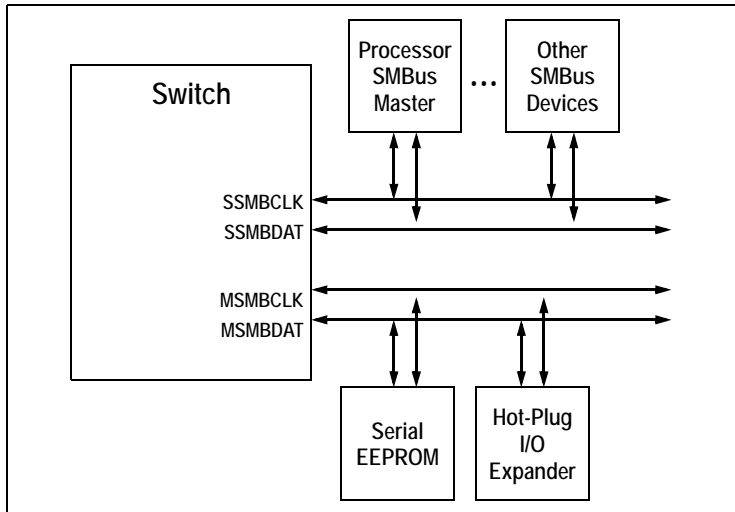 Processor
SMBus
Master
...
Other
SMBus
Devices
Switch
SSMBCLK
SSMBDAT
MSMBCLK
MSMBDAT
Serial
EEPROM
Hot-Plug
I/O
Expander